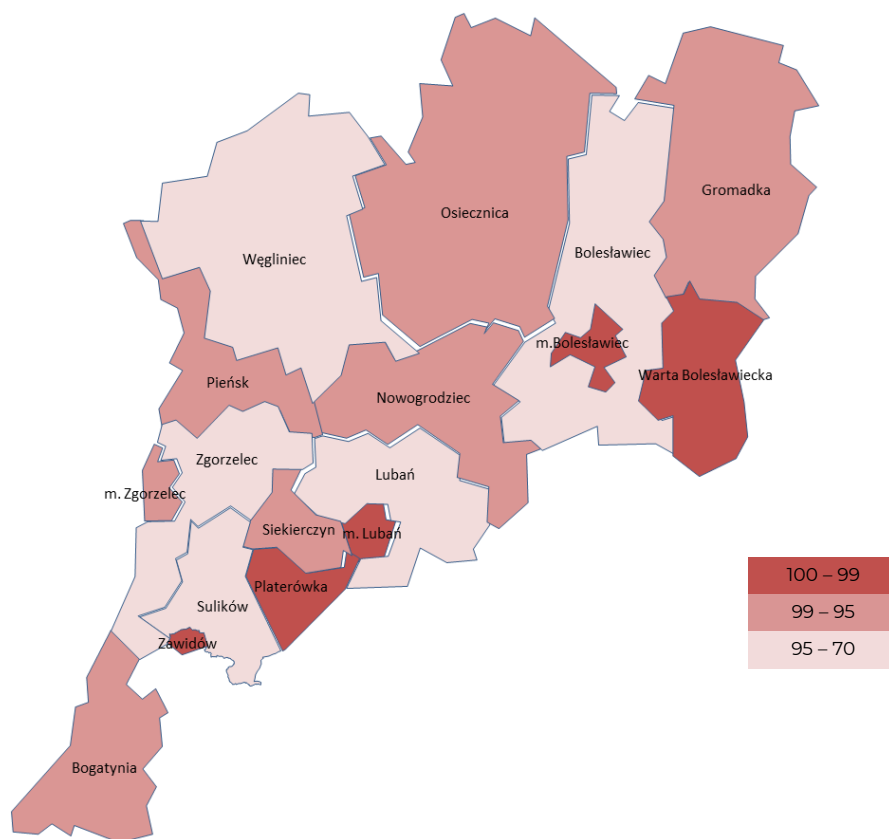 Gromadka
Osiecznica
Bolesławiec
Węgliniec
m.Bolesławiec
Warta Bolesławiecka
Pieńsk
Nowogrodziec
Zgorzelec
Lubań
m. Zgorzelec
Siekierczyn
m. Lubań
Platerówka
Sulików
Zawidów
Bogatynia
100 – 99
99 – 95
95 – 70